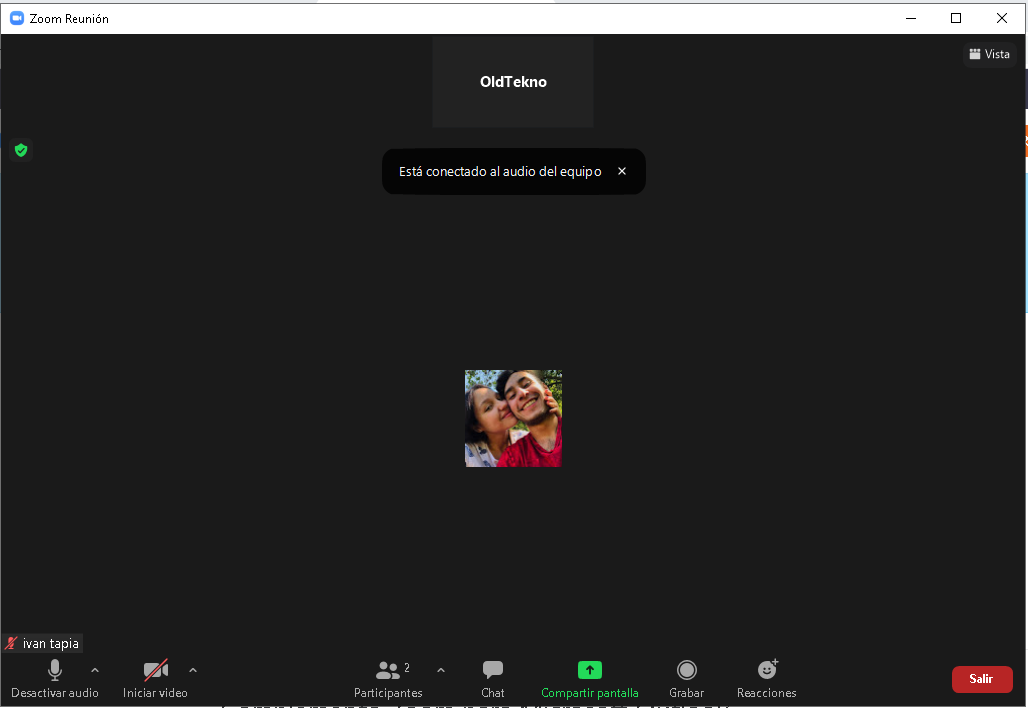 Zoom Reunión
Vista
OldTekno
Está conectado al audio del equipo
ivan tapia
2
Desactivar audio
Iniciar video
Participantes
Chat
Compartir pantalla
Grabar
Reacciones
Salir